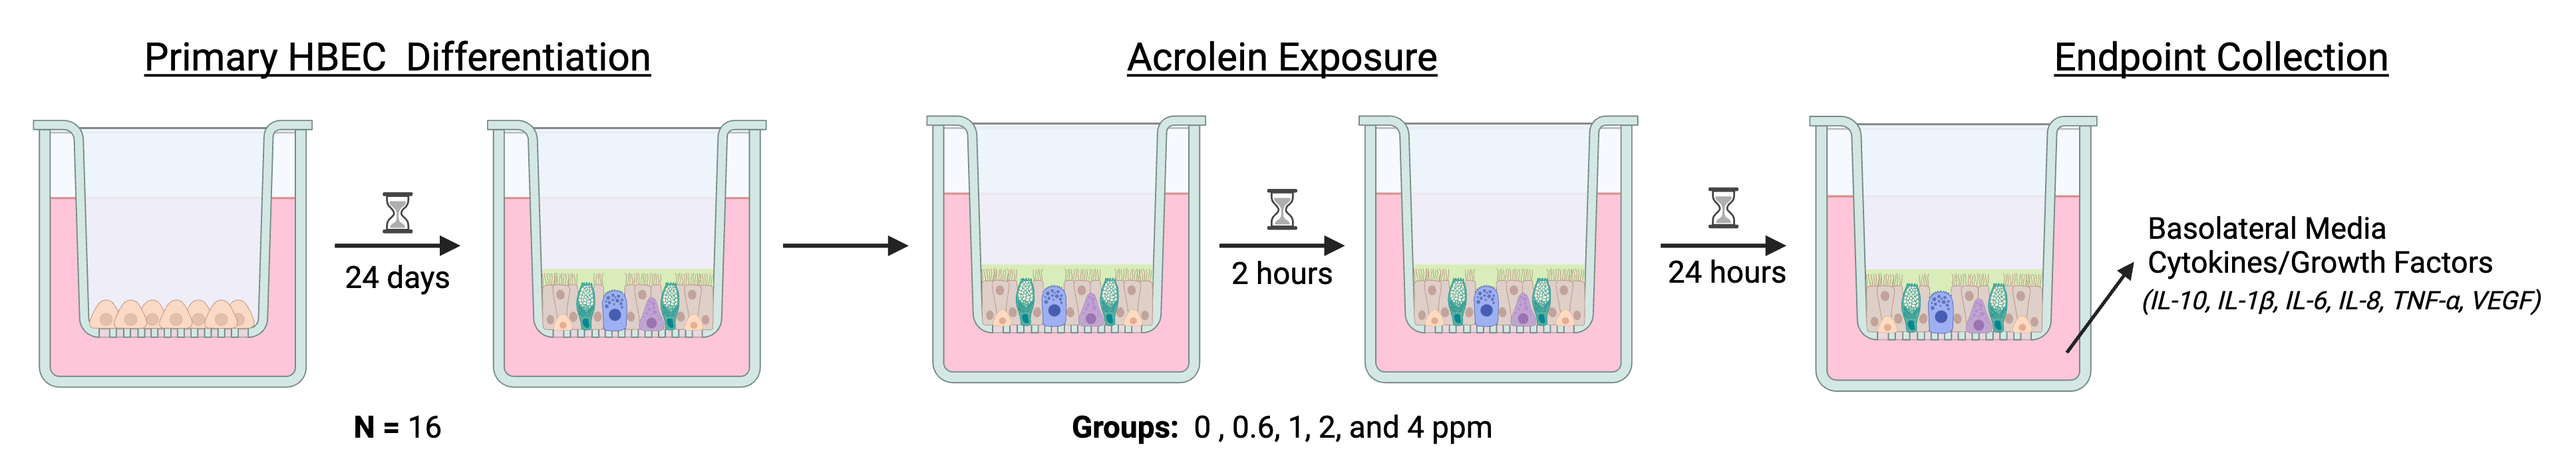 Primary HBEC  Differentiation
Acrolein Exposure
Endpoint Collection
24 days
2 hours
24 hours
Basolateral Media
Cytokines/Growth Factors
(IL-10, IL-1β, IL-6, IL-8, TNF-α, VEGF)
N = 16
Groups:  0 , 0.6, 1, 2, and 4 ppm